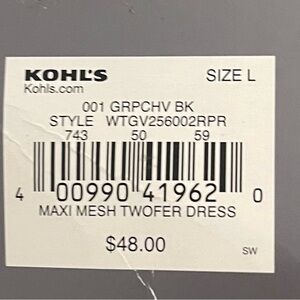 KOHL'S SIZE L
Kohls.com
001 GRPCHV BK
STYLE WTGV256002RPR
743 50 59
4 00990 41962 0
MAXI MESH TWOFER DRESS
$48.00
SW